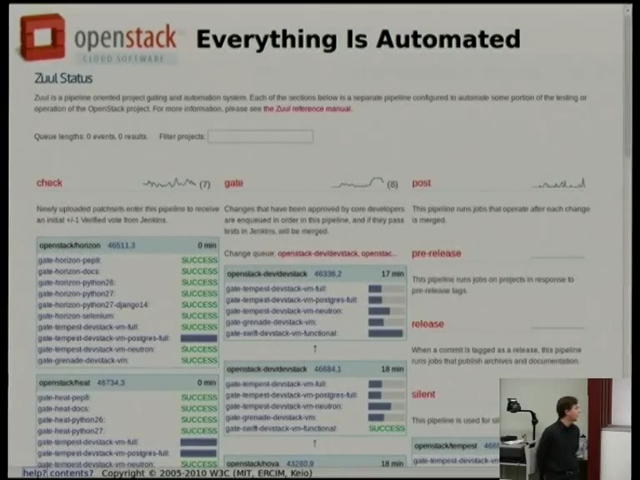 openstack
CLOUD SOFTWARE
Everything Is Automated
Zuul Status
Zuul is a pipeline oriented project gating and automation system. Each of the sections below is a separate pipeline configured to automate some portion of the testing or
operation of the OpenStack project. For more information, please see the Zuul reference manual.
Queue lengths: 0 events, 0 results. Filter projects:
check (7)
Newly uploaded patchsets enter this pipeline to receive
an initial +/-1 Verified vote from Jenkins.
openstack/horizon 46511,3 0 min
gate-horizon-pep8: SUCCESS
gate-horizon-docs: SUCCESS
gate-horizon-python26: SUCCESS
gate-horizon-python27: SUCCESS
gate-horizon-python27-django14: SUCCESS
gate-horizon-selenium: SUCCESS
gate-tempest-devstack-vm-full: SUCCESS
gate-tempest-devstack-vm-postgres-full:
gate-tempest-devstack-vm-neutron: SUCCESS
gate-grenade-devstack-vm: SUCCESS
openstack/heat 46734,3 0 min
gate-heat-pep8: SUCCESS
gate-heat-docs: SUCCESS
gate-heat-python26: SUCCESS
gate-heat-python27: SUCCESS
gate-tempest-devstack-vm-full:
gate-tempest-devstack-vm-postgres-full:
gate-tempest-devstack-vm-neutron: SUCCESS
gate (8)
Changes that have been approved by core developers
are enqueued in order in this pipeline, and if they pass
tests in Jenkins, will be merged.
Change queue: openstack-dev/devstack, openstac...
openstack-dev/devstack 46336,2 17 min
gate-tempest-devstack-vm-full:
gate-tempest-devstack-vm-postgres-full:
gate-tempest-devstack-vm-neutron:
gate-grenade-devstack-vm:
gate-swift-devstack-vm-functional:
↑
openstack-dev/devstack 46684,1 18 min
gate-tempest-devstack-vm-full:
gate-tempest-devstack-vm-postgres-full:
gate-tempest-devstack-vm-neutron:
gate-grenade-devstack-vm:
gate-swift-devstack-vm-functional: SUCCESS
↑
openstack/nova 43280,9 18 min
post
This pipeline runs jobs that operate after each change
is merged.
pre-release
This pipeline runs jobs on projects in response to
pre-release tags.
release
When a commit is tagged as a release, this pipeline
runs jobs that publish archives and documentation.
silent
This pipeline is used for
openstack/tempest
gate-tempest-devstack-vm
help? contents? Copyright © 2005-2010 W3C (MIT, ERCIM, Keio)